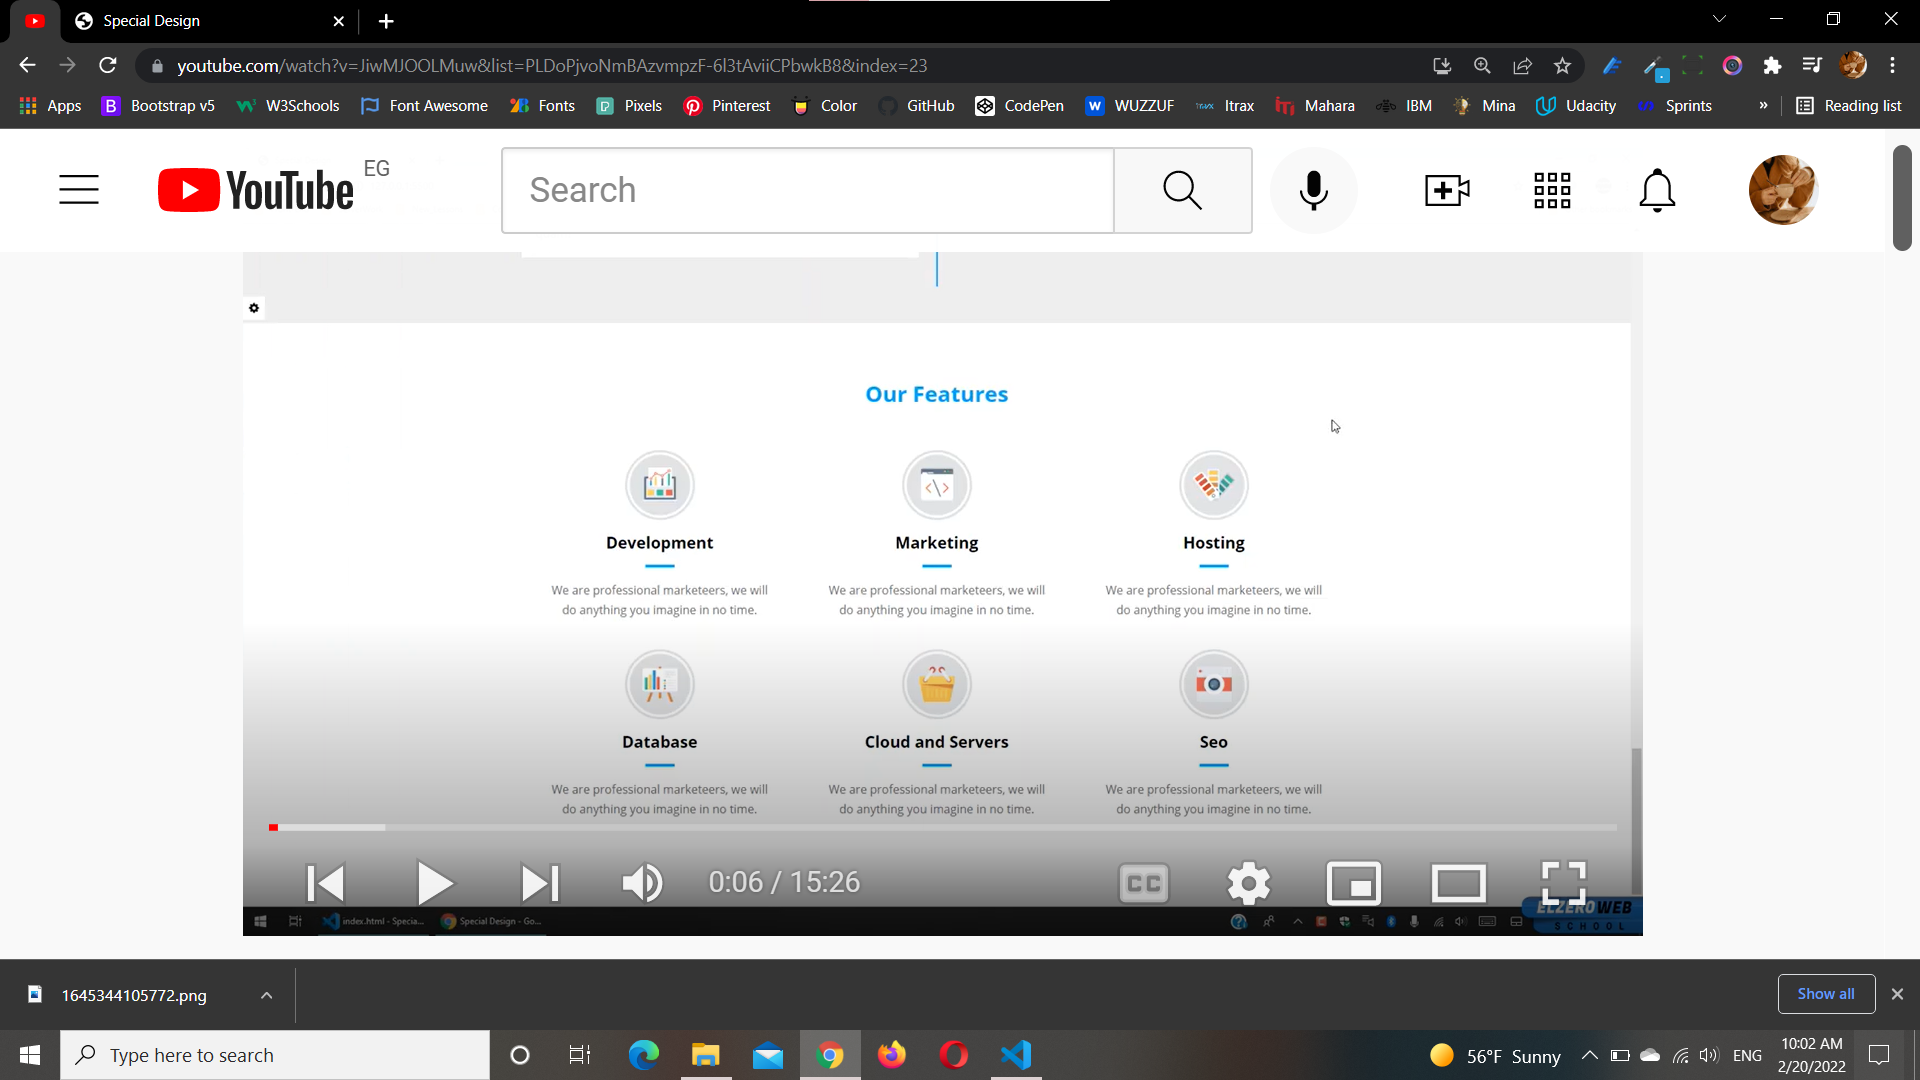 Special Design
youtube.com/watch?v=JiwMJOOLMuw&list=PLDoPjvoNmBAzvmpzF-6l3tAviiCPbwkB8&index=23
Apps Bootstrap v5 W3Schools Font Awesome Fonts Pixels Pinterest Color GitHub CodePen WUZZUF Itrax Mahara IBM Mina Udacity Sprints » Reading list
YouTube EG Search
Our Features
Development Marketing Hosting
We are professional marketeers, we will We are professional marketeers, we will We are professional marketeers, we will
do anything you imagine in no time. do anything you imagine in no time. do anything you imagine in no time.
Database Cloud and Servers Seo
We are professional marketeers, we will We are professional marketeers, we will We are professional marketeers, we will
do anything you imagine in no time. do anything you imagine in no time. do anything you imagine in no time.
0:06 / 15:26 CC
index.html - Specia... Special Design - Go... ELZEROWEB
SCHOOL
1645344105772.png Show all
Type here to search 56°F Sunny ENG 10:02 AM
2/20/2022